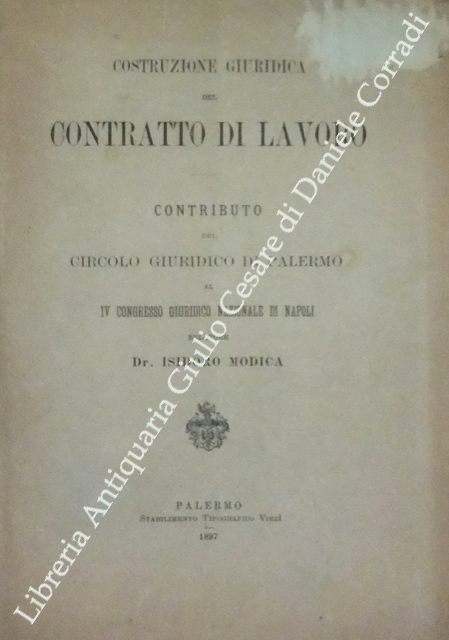 COSTRUZIONE GIURIDICA
DEL
CONTRATTO DI LAVORO
CONTRIBUTO
DEL
CIRCOLO GIURIDICO DI PALERMO
AL
IV CONGRESSO GIURIDICO NAZIONALE DI NAPOLI
Dr. ISIDORO MODICA
PALERMO
STABILIMENTO TIPOGRAFICO VIRZÌ
1897
Libreria Antiquaria Giulio Cesare di Daniele Corradi